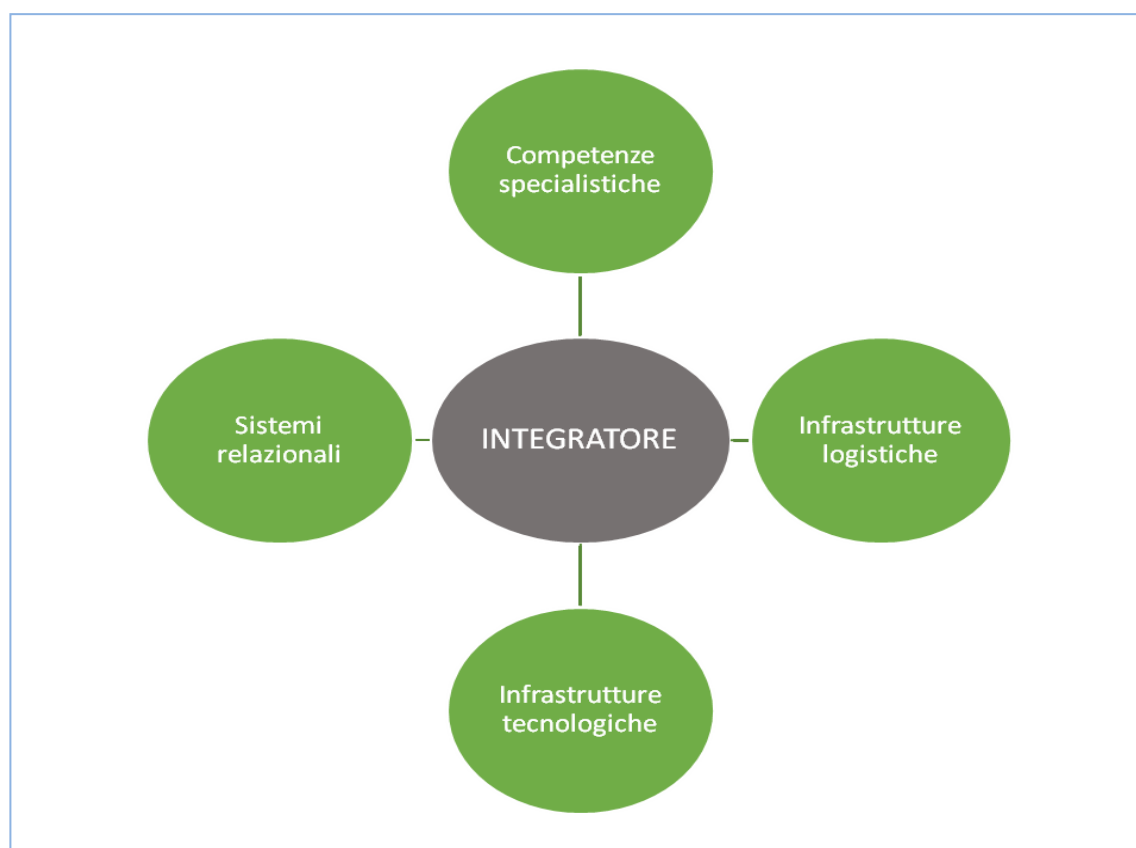 Competenze
specialistiche
Sistemi
relazionali
INTEGRATORE
Infrastrutture
logistiche
Infrastrutture
tecnologiche